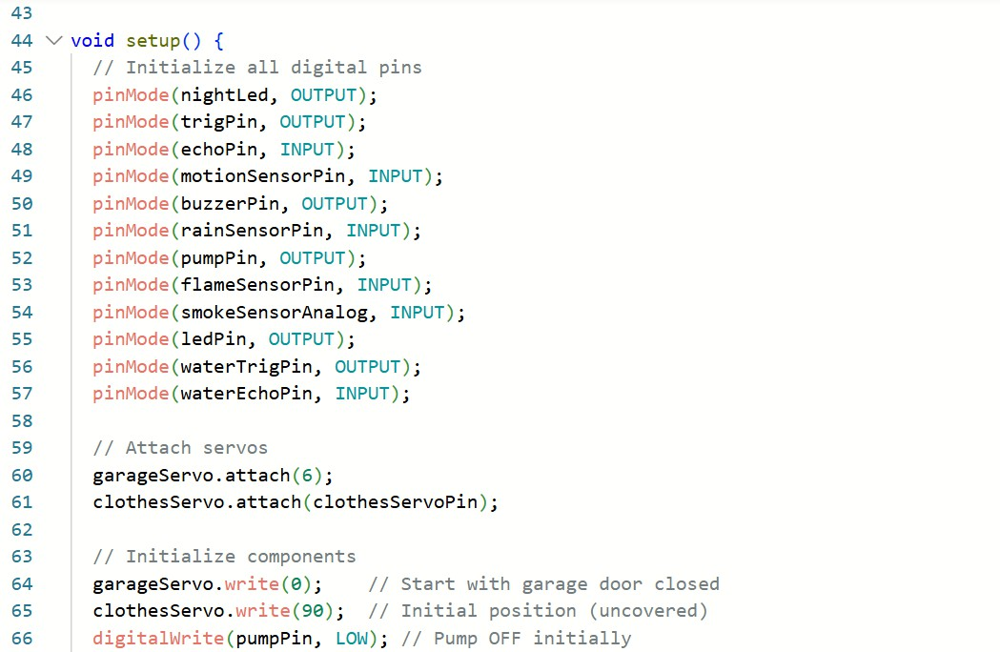 43
44 void setup() {
45 // Initialize all digital pins
46 pinMode(nightLed, OUTPUT);
47 pinMode(trigPin, OUTPUT);
48 pinMode(echoPin, INPUT);
49 pinMode(motionSensorPin, INPUT);
50 pinMode(buzzerPin, OUTPUT);
51 pinMode(rainSensorPin, INPUT);
52 pinMode(pumpPin, OUTPUT);
53 pinMode(flameSensorPin, INPUT);
54 pinMode(smokeSensorAnalog, INPUT);
55 pinMode(ledPin, OUTPUT);
56 pinMode(waterTrigPin, OUTPUT);
57 pinMode(waterEchoPin, INPUT);
58
59 // Attach servos
60 garageServo.attach(6);
61 clothesServo.attach(clothesServoPin);
62
63 // Initialize components
64 garageServo.write(0); // Start with garage door closed
65 clothesServo.write(90); // Initial position (uncovered)
66 digitalWrite(pumpPin, LOW); // Pump OFF initially